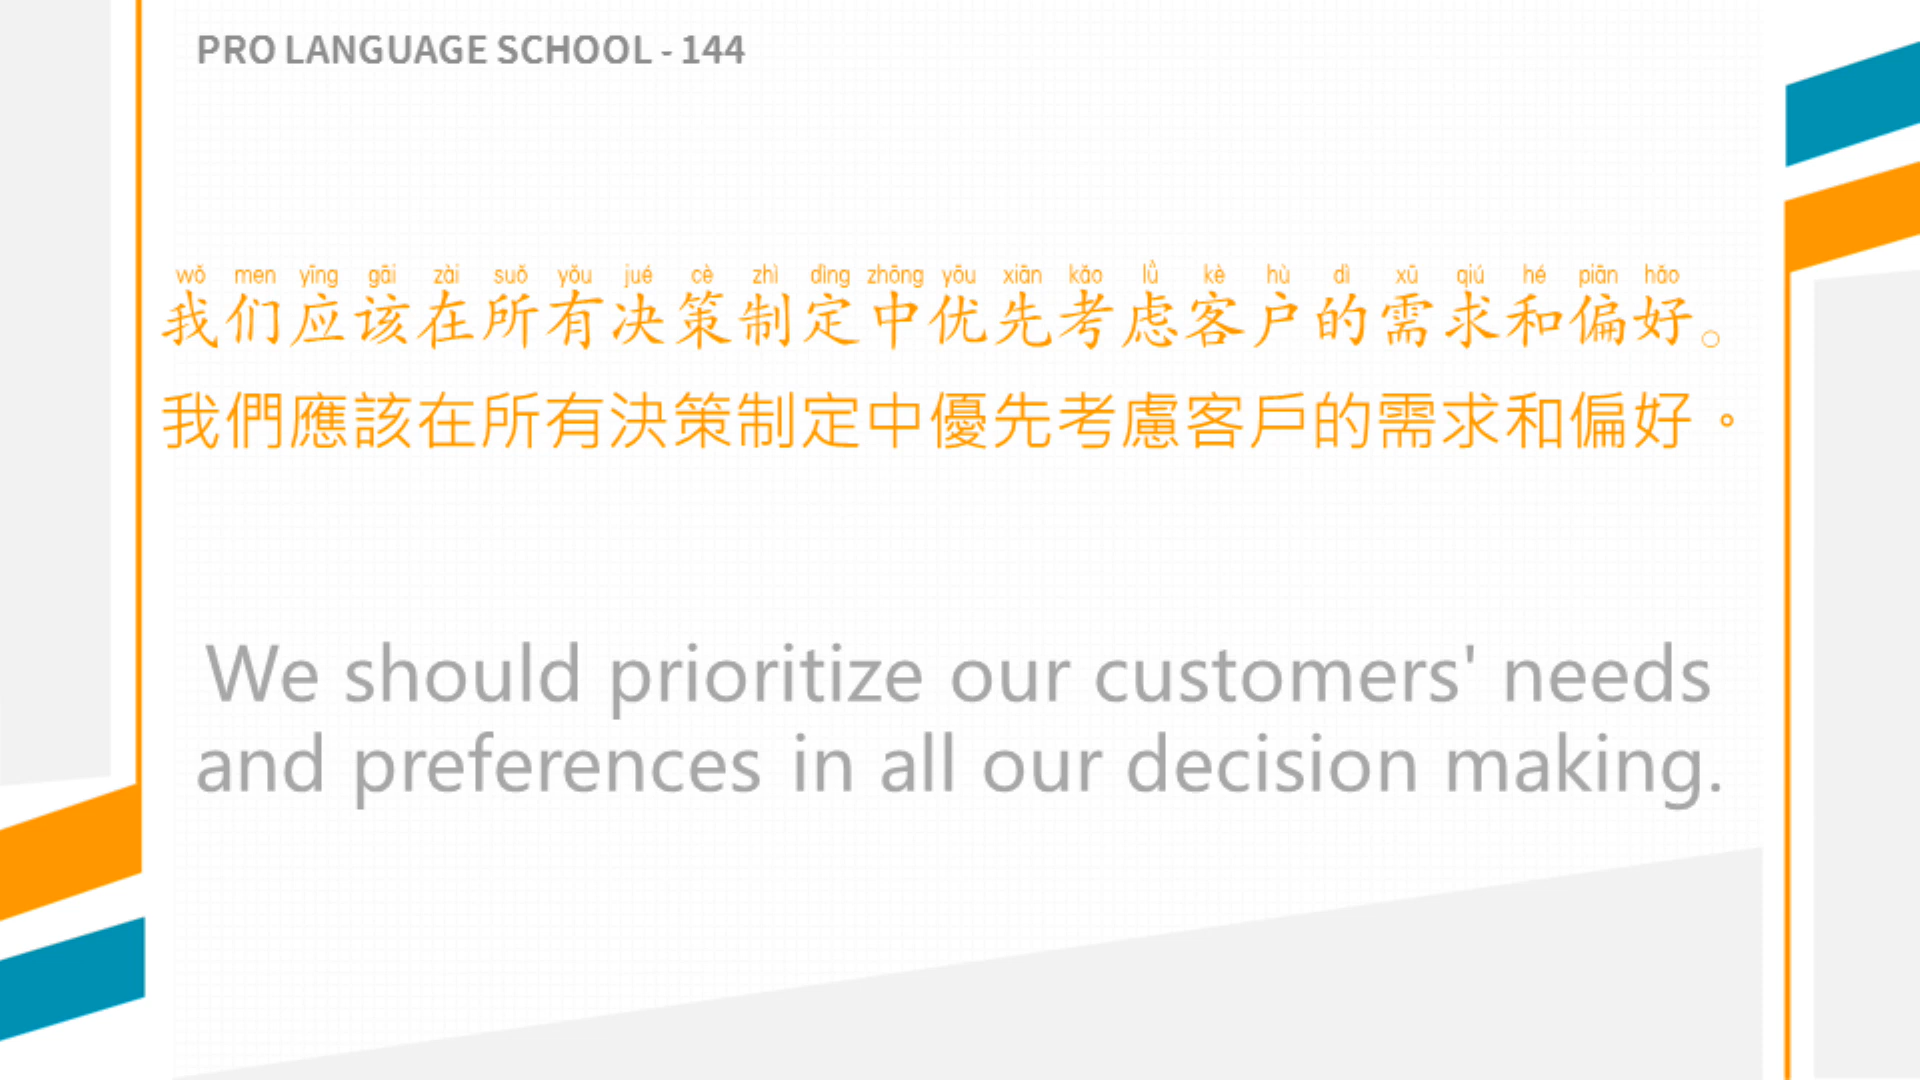 PRO LANGUAGE SCHOOL - 144
wǒ men yīng gāi zài suǒ yǒu jué cè zhì dìng zhōng yōu xiān kǎo lǜ kè hù dì xū qiú hé piān hǎo
我们应该在所有决策制定中优先考虑客户的需求和偏好。
我們應該在所有決策制定中優先考慮客戶的需求和偏好。
We should prioritize our customers' needs
and preferences in all our decision making.